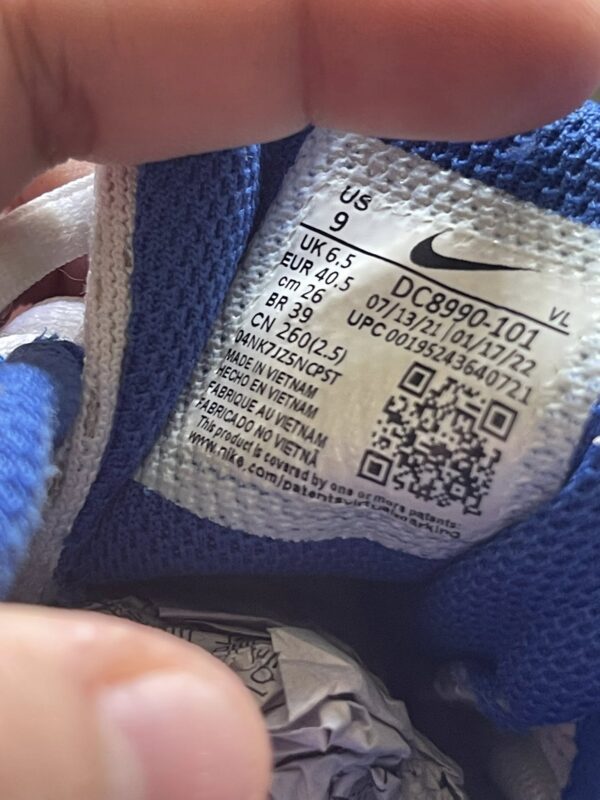 US
9
UK 6.5
EUR 40.5
cm 26
BR 39
CN 260(2.5)
04NK7JZ5NCPST
MADE IN VIETNAM
HECHO EN VIETNAM
FABRIQUE AU VIETNAM
FABRICADO NO VIETNÃ
This product is covered by one or more patents:
www.nike.com/patentsvirtualmarking
DC8990-101
VL
07/13/21 01/17/22
UPC 00195243640721